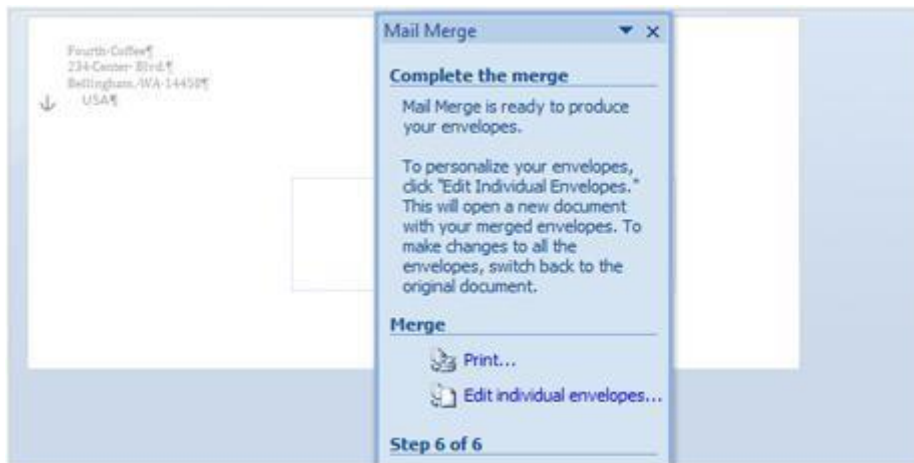 Fourth·Coffee¶
234·Center·Blvd.¶
Bellingham,·WA·14458¶
USA¶
Mail Merge
Complete the merge
Mail Merge is ready to produce
your envelopes.
To personalize your envelopes,
click "Edit Individual Envelopes."
This will open a new document
with your merged envelopes. To
make changes to all the
envelopes, switch back to the
original document.
Merge
Print...
Edit individual envelopes...
Step 6 of 6